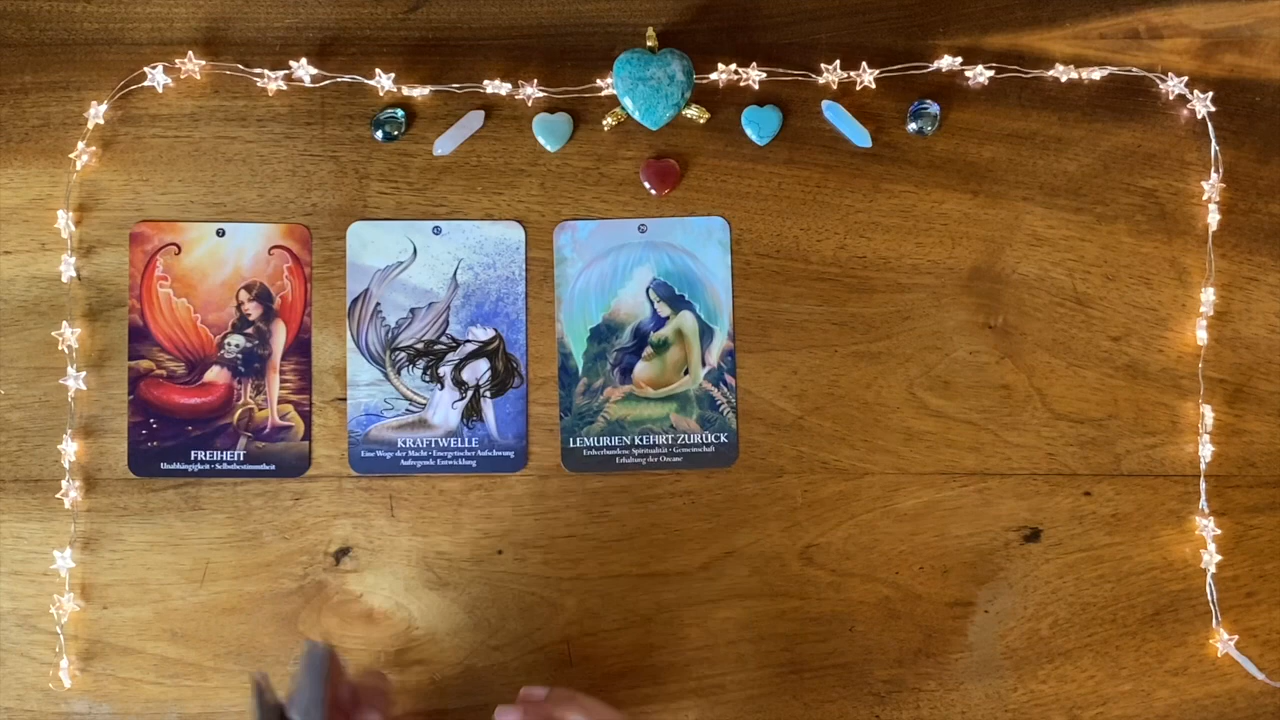 7
FREIHEIT
Unabhängigkeit • Selbstbestimmtheit
43
KRAFTWELLE
Eine Woge der Macht • Energetischer Aufschwung
Aufregende Entwicklung
29
LEMURIEN KEHRT ZURÜCK
Erdverbundene Spiritualität • Gemeinschaft
Erhaltung der Ozeane